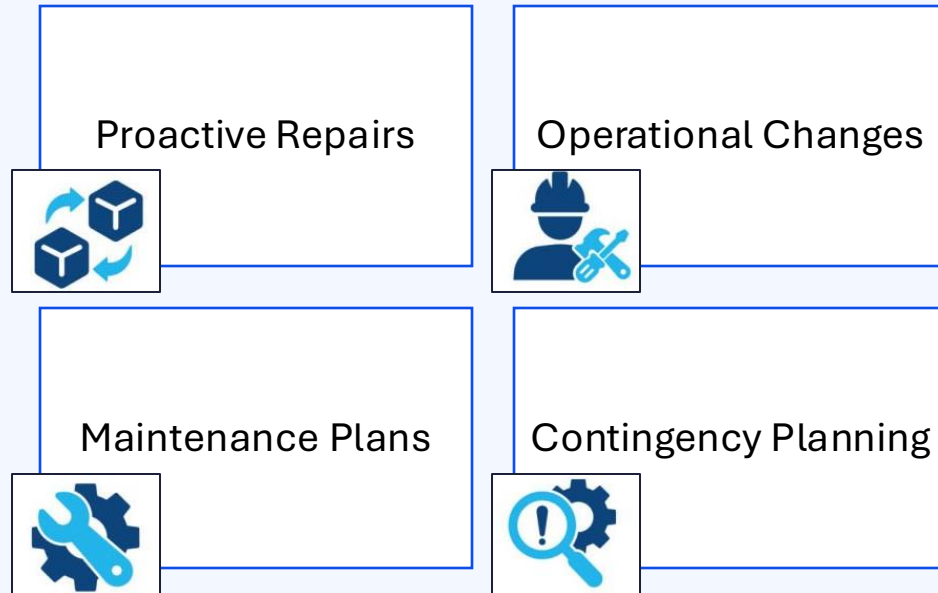 Proactive Repairs
Operational Changes
Maintenance Plans
Contingency Planning